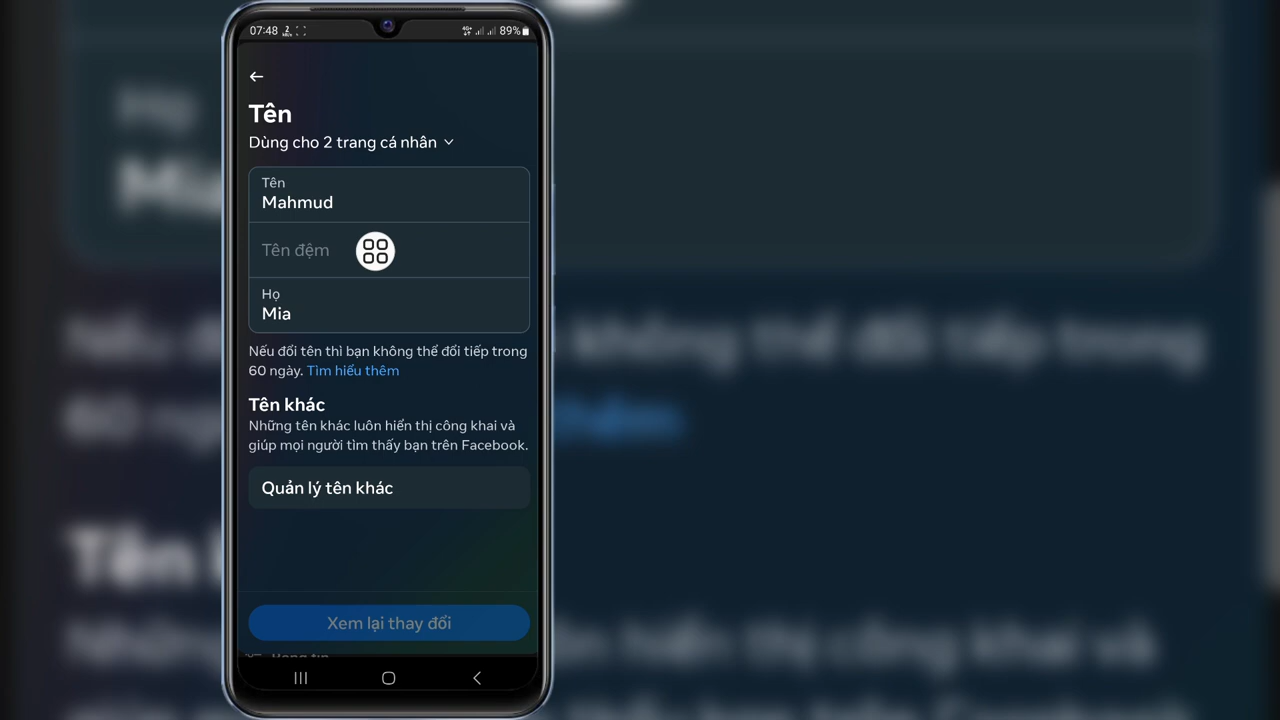 07:48
89%
Tên
Dùng cho 2 trang cá nhân
Tên
Mahmud
Tên đệm
Họ
Mia
Nếu đổi tên thì bạn không thể đổi tiếp trong
60 ngày. Tìm hiểu thêm
Tên khác
Những tên khác luôn hiển thị công khai và
giúp mọi người tìm thấy bạn trên Facebook.
Quản lý tên khác
Xem lại thay đổi